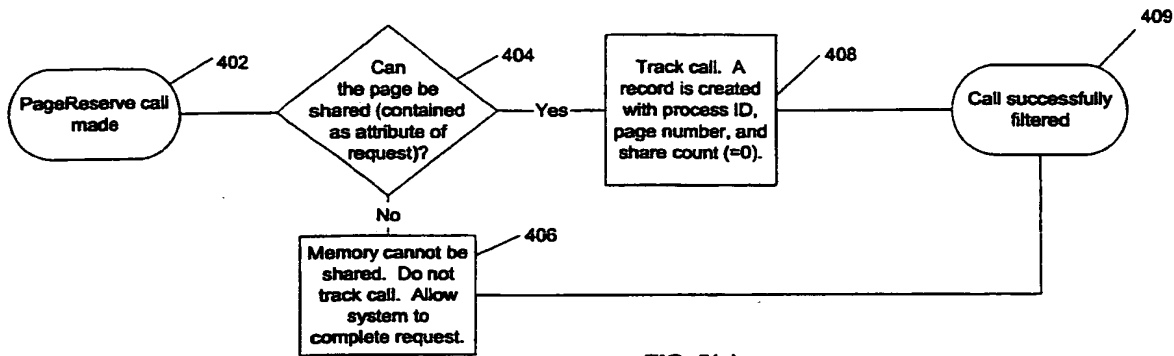 402
PageReserve call
made
404
Can
the page be
shared (contained
as attribute of
request)?
Yes
408
Track call. A
record is created
with process ID,
page number, and
share count (=0).
409
Call successfully
filtered
No
406
Memory cannot be
shared. Do not
track call. Allow
system to
complete request.